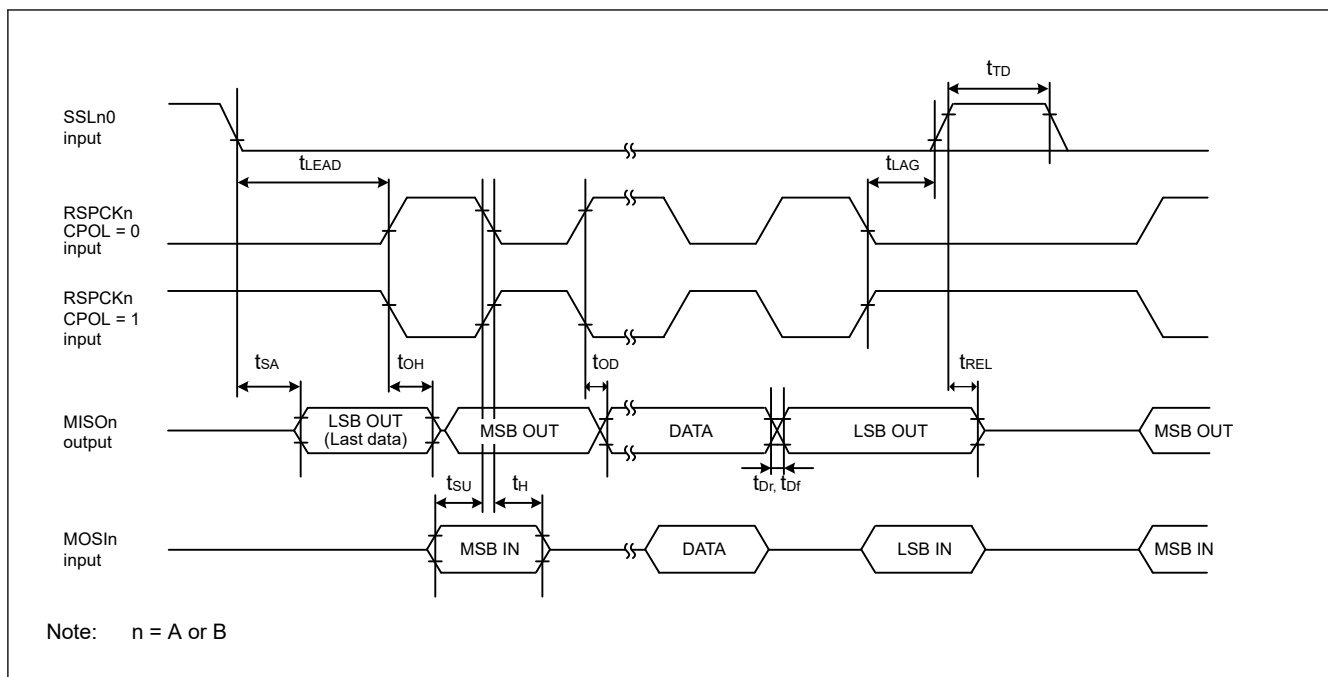 tTD
SSLn0
input
tLEAD
tLAG
RSPCKn
CPOL = 0
input
RSPCKn
CPOL = 1
input
tSA
tOH
tOD
tREL
MISOn
output
LSB OUT
(Last data)
MSB OUT
DATA
LSB OUT
MSB OUT
tSU
tH
tDr, tDf
MOSIn
input
MSB IN
DATA
LSB IN
MSB IN
Note: n = A or B